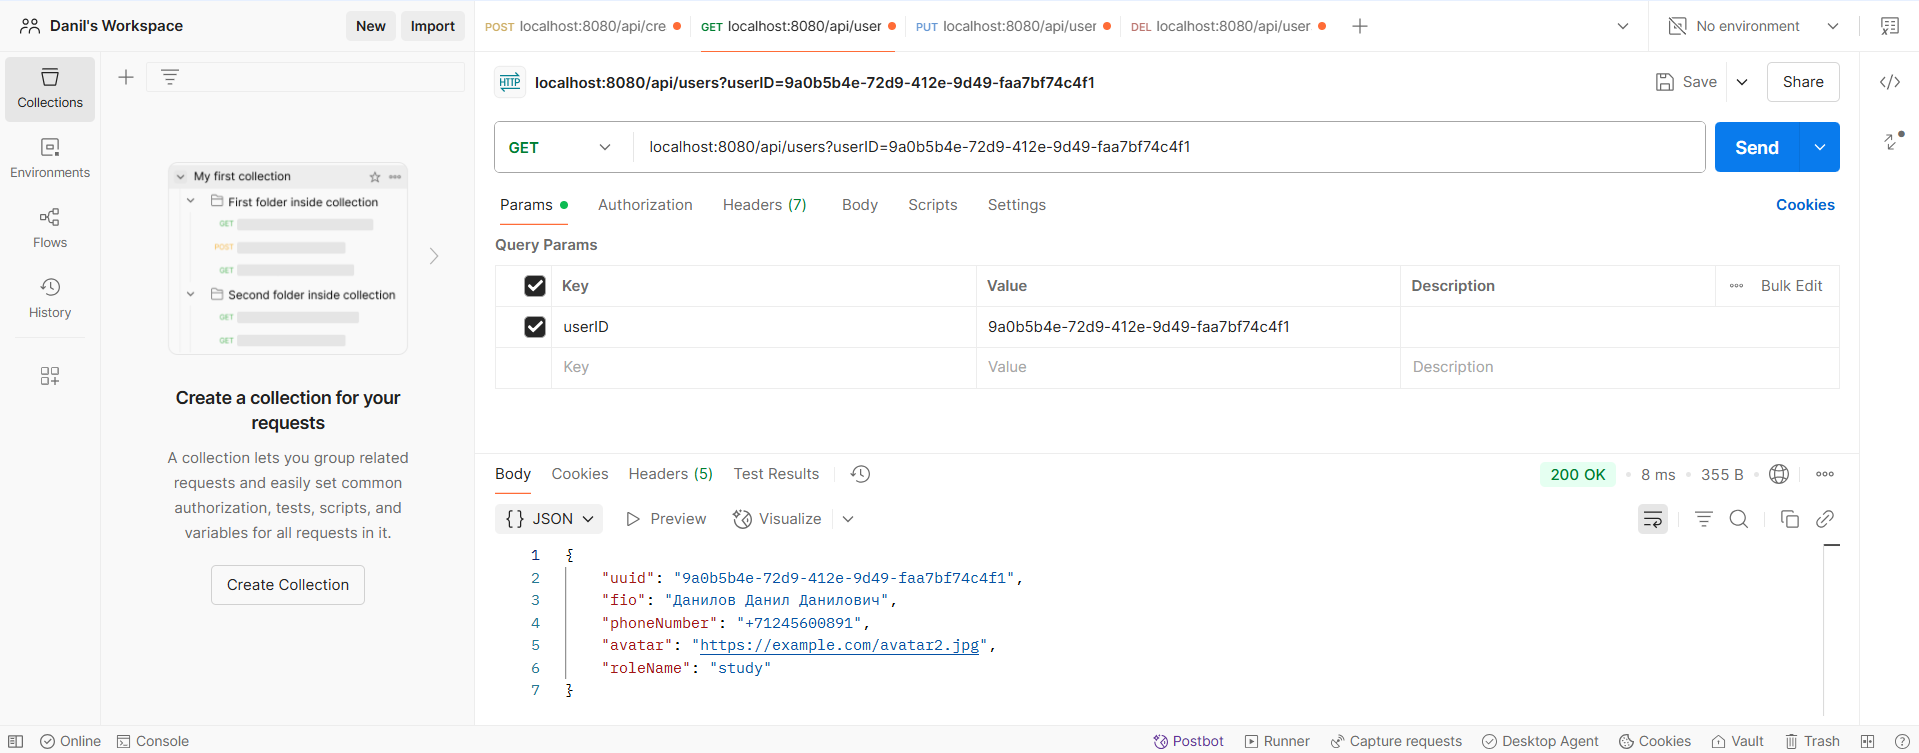 Danil's Workspace
New
Import
POST localhost:8080/api/cre
GET localhost:8080/api/user
PUT localhost:8080/api/user
DEL localhost:8080/api/user
No environment
Collections
Environments
Flows
History
My first collection
First folder inside collection
GET
POST
GET
Second folder inside collection
GET
GET
Create a collection for your
requests
A collection lets you group related
requests and easily set common
authorization, tests, scripts, and
variables for all requests in it.
Create Collection
HTTP localhost:8080/api/users?userID=9a0b5b4e-72d9-412e-9d49-faa7bf74c4f1
Save
Share
GET localhost:8080/api/users?userID=9a0b5b4e-72d9-412e-9d49-faa7bf74c4f1
Send
Params Authorization Headers (7) Body Scripts Settings
Cookies
Query Params
Key Value Description Bulk Edit
userID 9a0b5b4e-72d9-412e-9d49-faa7bf74c4f1
Key Value Description
Body Cookies Headers (5) Test Results
200 OK 8 ms 355 B
{} JSON Preview Visualize
1 {
2 "uuid": "9a0b5b4e-72d9-412e-9d49-faa7bf74c4f1",
3 "fio": "Данилов Данил Данилович",
4 "phoneNumber": "+71245600891",
5 "avatar": "https://example.com/avatar2.jpg",
6 "roleName": "study"
7 }
Online Console
Postbot Runner Capture requests Desktop Agent Cookies Vault Trash